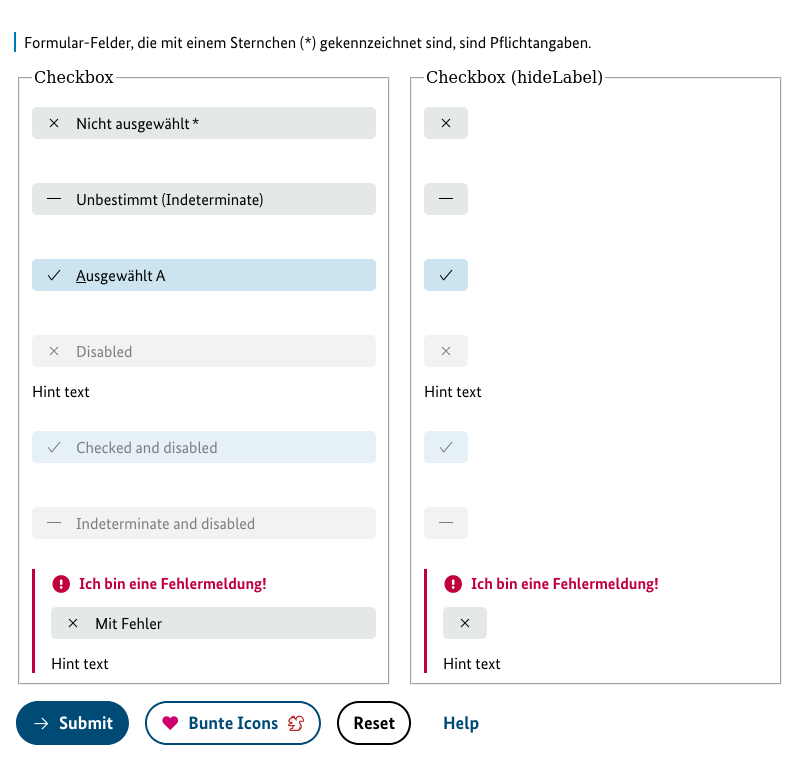 Formular-Felder, die mit einem Sternchen (*) gekennzeichnet sind, sind Pflichtangaben.
Checkbox
Nicht ausgewählt *
Unbestimmt (Indeterminate)
Ausgewählt A
Disabled
Hint text
Checked and disabled
Indeterminate and disabled
Ich bin eine Fehlermeldung!
Mit Fehler
Hint text
Checkbox (hideLabel)
Hint text
Ich bin eine Fehlermeldung!
Hint text
Submit
Bunte Icons
Reset
Help